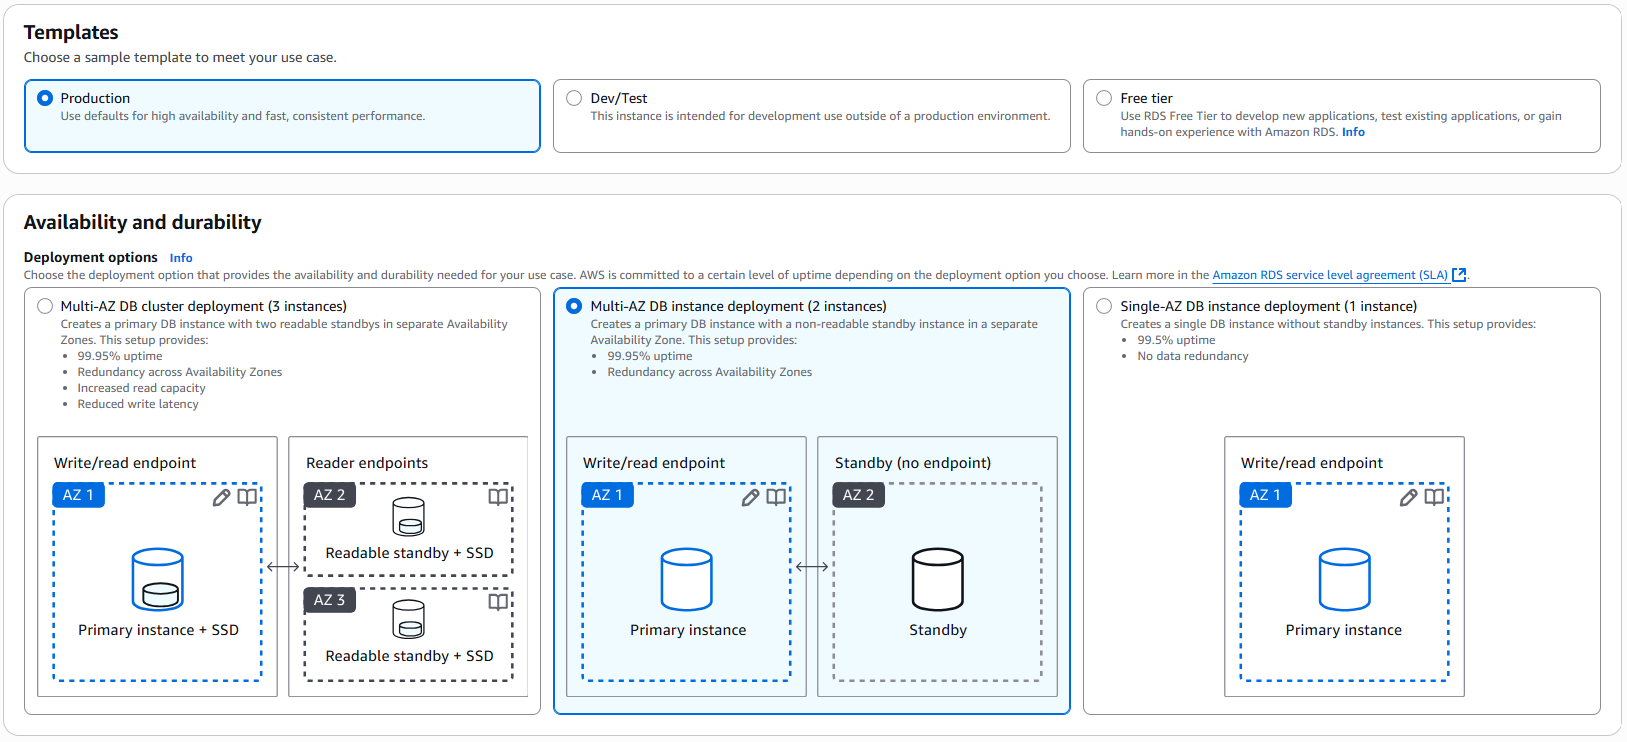 Templates
Choose a sample template to meet your use case.
Production
Use defaults for high availability and fast, consistent performance.
Dev/Test
This instance is intended for development use outside of a production environment.
Free tier
Use RDS Free Tier to develop new applications, test existing applications, or gain
hands-on experience with Amazon RDS. Info
Availability and durability
Deployment options Info
Choose the deployment option that provides the availability and durability needed for your use case. AWS is committed to a certain level of uptime depending on the deployment option you choose. Learn more in the Amazon RDS service level agreement (SLA).
Multi-AZ DB cluster deployment (3 instances)
Creates a primary DB instance with two readable standbys in separate Availability
Zones. This setup provides:
• 99.95% uptime
• Redundancy across Availability Zones
• Increased read capacity
• Reduced write latency
Write/read endpoint
AZ 1
Primary instance + SSD
Reader endpoints
AZ 2
Readable standby + SSD
AZ 3
Readable standby + SSD
Multi-AZ DB instance deployment (2 instances)
Creates a primary DB instance with a non-readable standby instance in a separate
Availability Zone. This setup provides:
• 99.95% uptime
• Redundancy across Availability Zones
Write/read endpoint
AZ 1
Primary instance
Standby (no endpoint)
AZ 2
Standby
Single-AZ DB instance deployment (1 instance)
Creates a single DB instance without standby instances. This setup provides:
• 99.5% uptime
• No data redundancy
Write/read endpoint
AZ 1
Primary instance